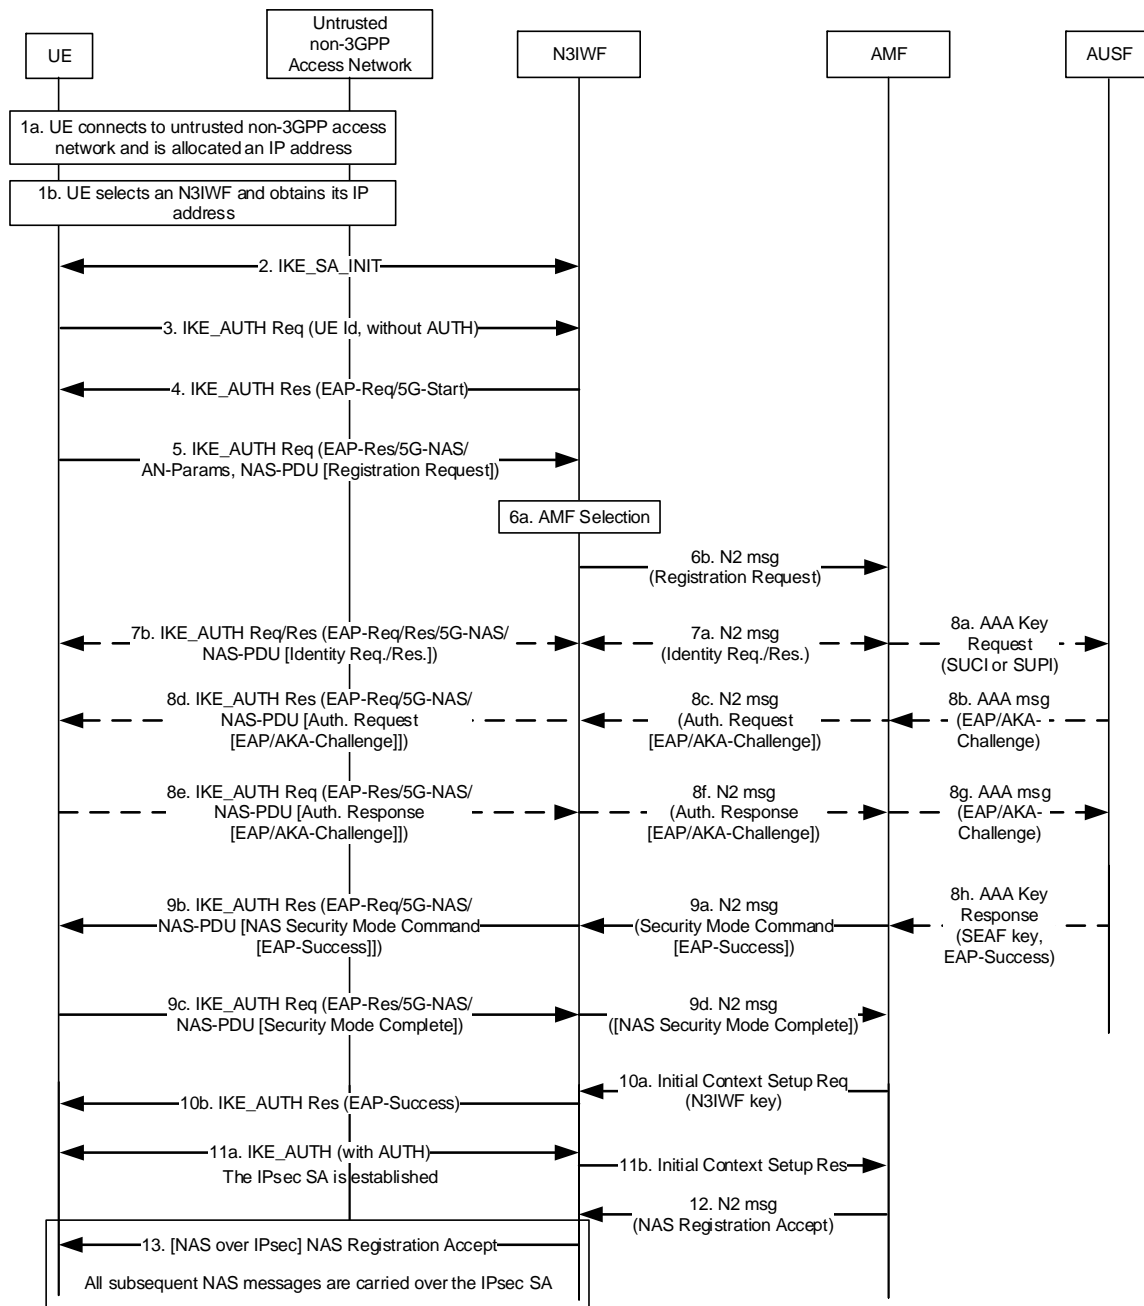 UE
Untrusted
non-3GPP
Access Network
N3IWF
AMF
AUSF
1a. UE connects to untrusted non-3GPP access
network and is allocated an IP address
1b. UE selects an N3IWF and obtains its IP
address
2. IKE_SA_INIT
3. IKE_AUTH Req (UE Id, without AUTH)
4. IKE_AUTH Res (EAP-Req/5G-Start)
5. IKE_AUTH Req (EAP-Res/5G-NAS/
AN-Params, NAS-PDU [Registration Request])
6a. AMF Selection
6b. N2 msg
(Registration Request)
7b. IKE_AUTH Req/Res (EAP-Req/Res/5G-NAS/
NAS-PDU [Identity Req./Res.])
7a. N2 msg
(Identity Req./Res.)
8a. AAA Key
Request
(SUCI or SUPI)
8d. IKE_AUTH Res (EAP-Req/5G-NAS/
NAS-PDU [Auth. Request
[EAP/AKA-Challenge]])
8c. N2 msg
(Auth. Request
[EAP/AKA-Challenge])
8b. AAA msg
(EAP/AKA-
Challenge)
8e. IKE_AUTH Req (EAP-Res/5G-NAS/
NAS-PDU [Auth. Response
[EAP/AKA-Challenge]])
8f. N2 msg
(Auth. Response
[EAP/AKA-Challenge])
8g. AAA msg
(EAP/AKA-
Challenge)
8h. AAA Key
Response
(SEAF key,
EAP-Success)
9b. IKE_AUTH Res (EAP-Req/5G-NAS/
NAS-PDU [NAS Security Mode Command
[EAP-Success]])
9a. N2 msg
(Security Mode Command
[EAP-Success])
9c. IKE_AUTH Req (EAP-Res/5G-NAS/
NAS-PDU [Security Mode Complete])
9d. N2 msg
([NAS Security Mode Complete])
10a. Initial Context Setup Req
(N3IWF key)
10b. IKE_AUTH Res (EAP-Success)
11a. IKE_AUTH (with AUTH)
The IPsec SA is established
11b. Initial Context Setup Res
12. N2 msg
(NAS Registration Accept)
13. [NAS over IPsec] NAS Registration Accept
All subsequent NAS messages are carried over the IPsec SA